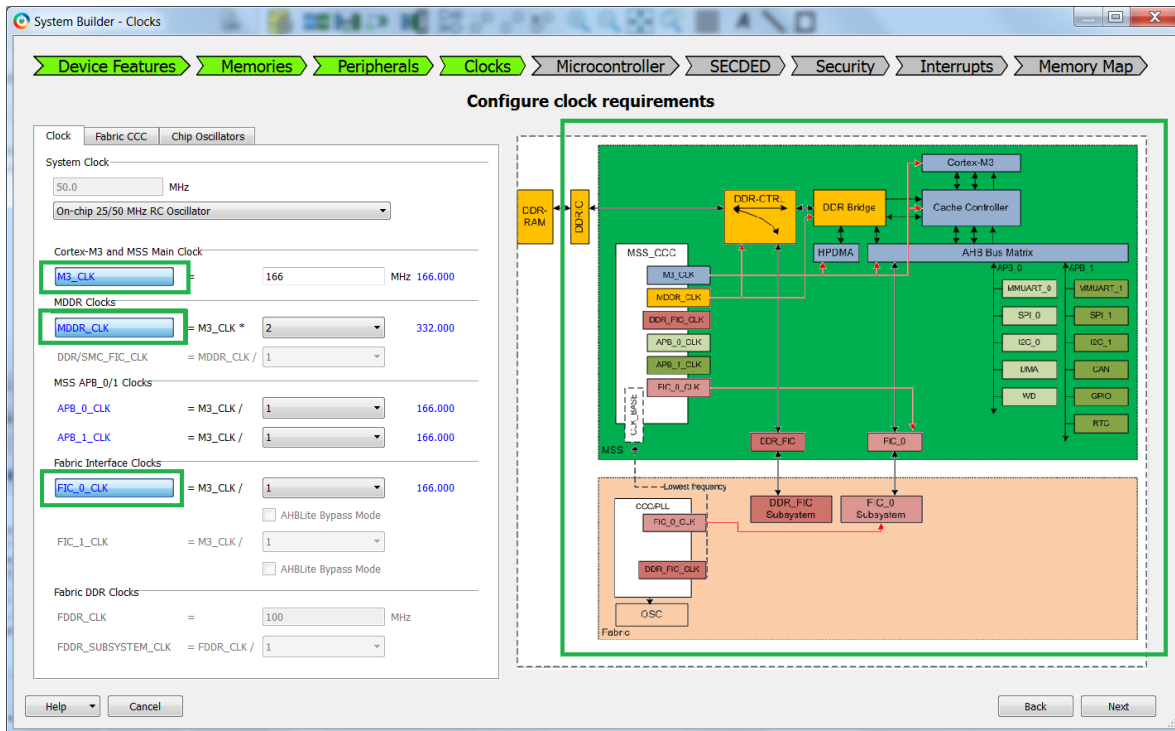 System Builder - Clocks
Device Features
Memories
Peripherals
Clocks
Microcontroller
SECDED
Security
Interrupts
Memory Map
Configure clock requirements
Clock
Fabric CCC
Chip Oscillators
System Clock
50.0 MHz
On-chip 25/50 MHz RC Oscillator
Cortex-M3 and MSS Main Clock
M3_CLK = 166 MHz 166.000
MDDR Clocks
MDDR_CLK = M3_CLK * 2 332.000
DDR/SMC_FIC_CLK = MDDR_CLK / 1
MSS APB_0/1 Clocks
APB_0_CLK = M3_CLK / 1 166.000
APB_1_CLK = M3_CLK / 1 166.000
Fabric Interface Clocks
FIC_0_CLK = M3_CLK / 1 166.000
AHBLite Bypass Mode
FIC_1_CLK = M3_CLK / 1
AHBLite Bypass Mode
Fabric DDR Clocks
FDDR_CLK = 100 MHz
FDDR_SUBSYSTEM_CLK = FDDR_CLK / 1
Cortex-M3
DDR-RAM
DDRIO
DDR-CTRL
DDR Bridge
Cache Controller
MSS_CCC
HPDMA
AHB Bus Matrix
APB_0
APB_1
M3_CLK
MDDR_CLK
DDR_FIC_CLK
APB_0_CLK
APB_1_CLK
FIC_0_CLK
CLK_BASE
MMUART_0
MMUART_1
SPI_0
SPI_1
I2C_0
I2C_1
CAN
WD
GPIO
RTC
MSS
DDR_FIC
FIC_0
Lowest frequency
CCC/PLL
FIC_0_CLK
DDR_FIC Subsystem
FIC_0 Subsystem
DDR_FIC_CLK
OSC
Fabric
Help
Cancel
Back
Next